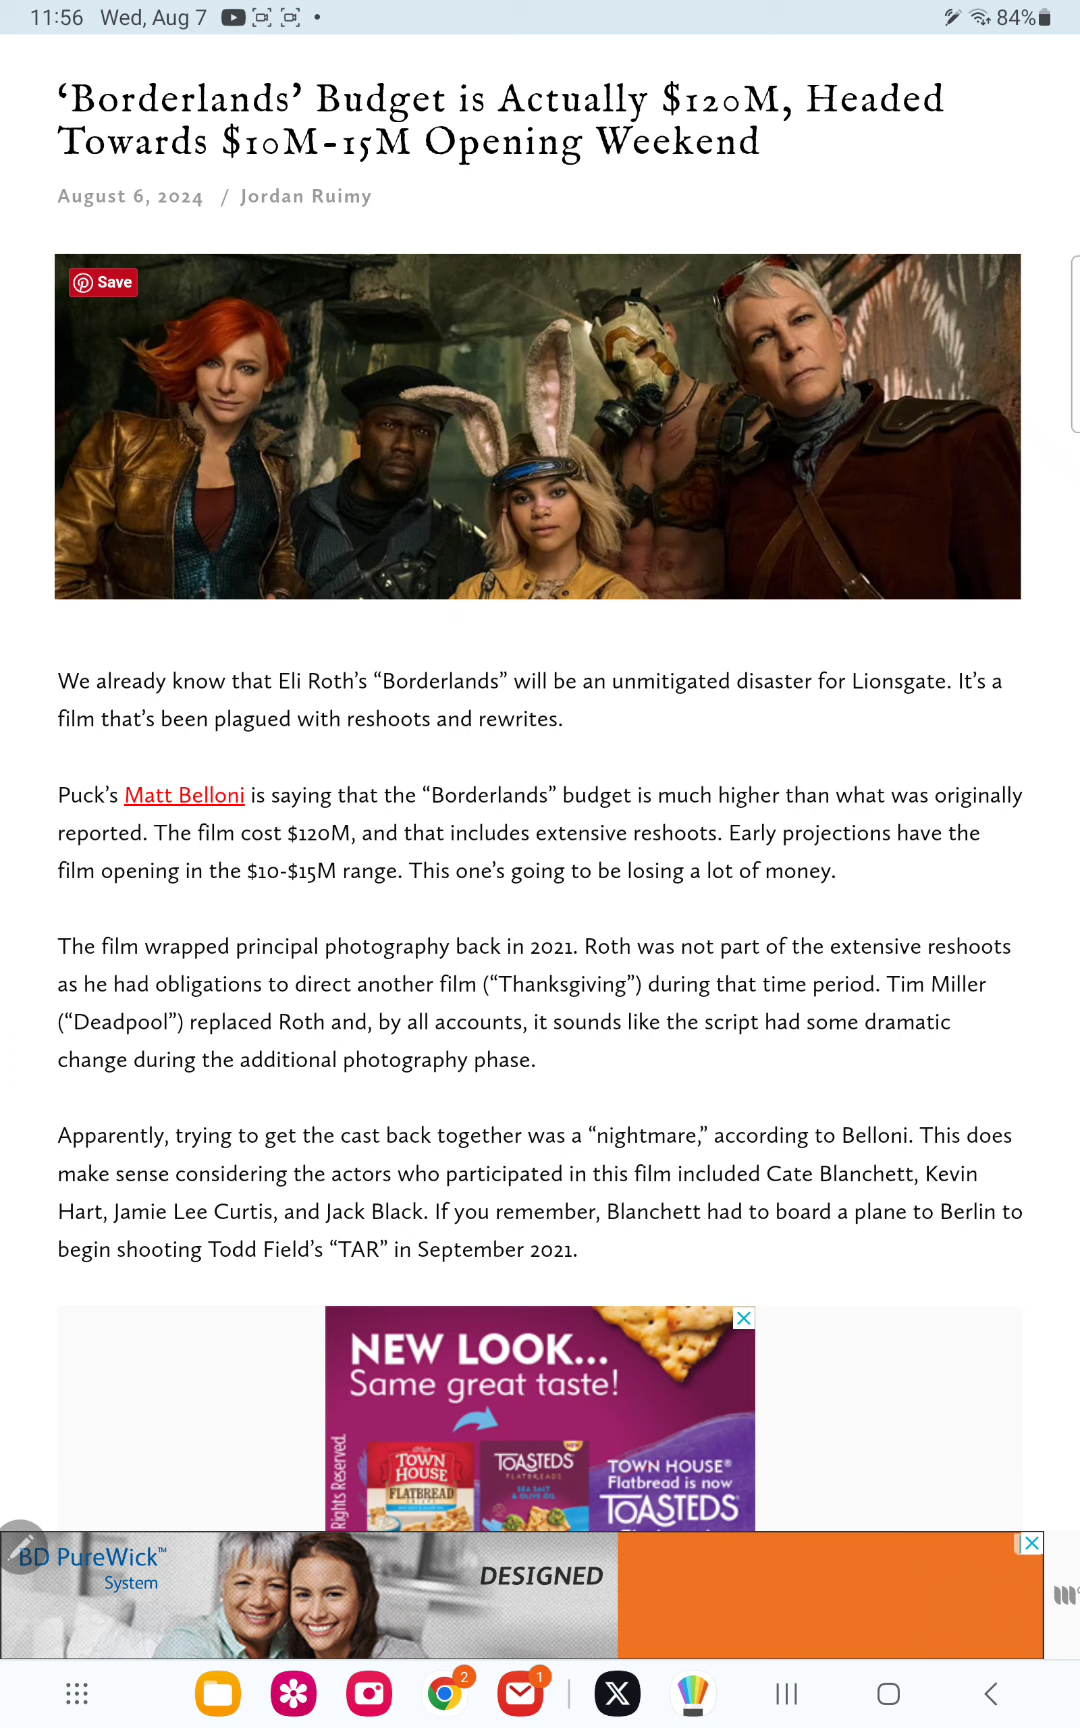 11:56 Wed, Aug 7
84%
‘Borderlands’ Budget is Actually $120M, Headed
Towards $10M-15M Opening Weekend
August 6, 2024 / Jordan Ruimy
Save
We already know that Eli Roth’s “Borderlands” will be an unmitigated disaster for Lionsgate. It’s a
film that’s been plagued with reshoots and rewrites.
Puck’s Matt Belloni is saying that the “Borderlands” budget is much higher than what was originally
reported. The film cost $120M, and that includes extensive reshoots. Early projections have the
film opening in the $10-$15M range. This one’s going to be losing a lot of money.
The film wrapped principal photography back in 2021. Roth was not part of the extensive reshoots
as he had obligations to direct another film (“Thanksgiving”) during that time period. Tim Miller
(“Deadpool”) replaced Roth and, by all accounts, it sounds like the script had some dramatic
change during the additional photography phase.
Apparently, trying to get the cast back together was a “nightmare,” according to Belloni. This does
make sense considering the actors who participated in this film included Cate Blanchett, Kevin
Hart, Jamie Lee Curtis, and Jack Black. If you remember, Blanchett had to board a plane to Berlin to
begin shooting Todd Field’s “TAR” in September 2021.
NEW LOOK...
Same great taste!
Rights Reserved.
TOWN
HOUSE
FLATBREAD
NEW
TOASTEDS
FLATBREADS
SEA SALT
& OLIVE OIL
TOWN HOUSE®
Flatbread is now
TOASTEDS
BD PureWick™
System
DESIGNED
2
1